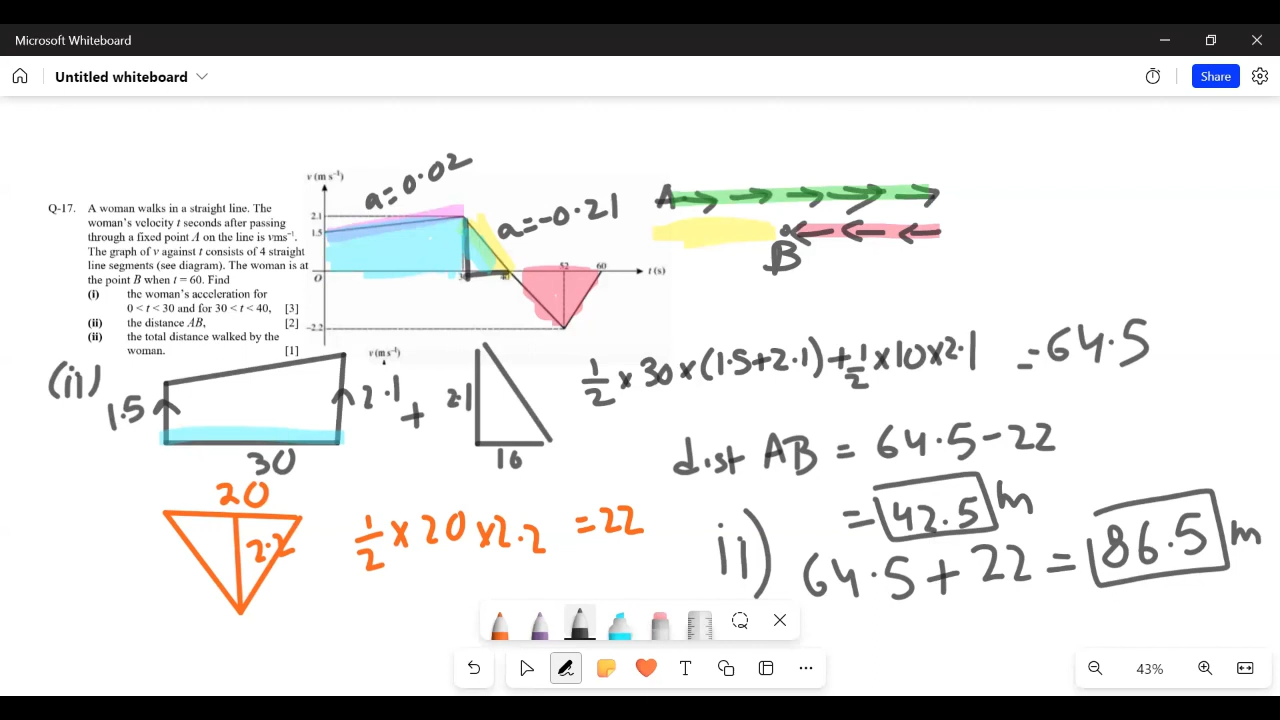 Microsoft Whiteboard
Untitled whiteboard
Share
Q-17. A woman walks in a straight line. The
woman's velocity t seconds after passing
through a fixed point A on the line is vms⁻¹.
The graph of v against t consists of 4 straight
line segments (see diagram). The woman is at
the point B when t = 60. Find
(i) the woman's acceleration for
0 < t < 30 and for 30 < t < 40, [3]
(ii) the distance AB, [2]
(ii) the total distance walked by the
woman. [1]
v (m s⁻¹)
2.1
1.5
O
40
52
60
t (s)
-2.2
a=0.02
a=-0.21
A
B
v (m s⁻¹)
(ii)
1.5
2.1
30
+
2.1
10
1/2 × 30 × (1.5+2.1) + 1/2 × 10 × 2.1 = 64.5
dist AB = 64.5 - 22
= 42.5 m
20
2.2
1/2 × 20 × 2.2 = 22
ii) 64.5 + 22 = 86.5 m
43%